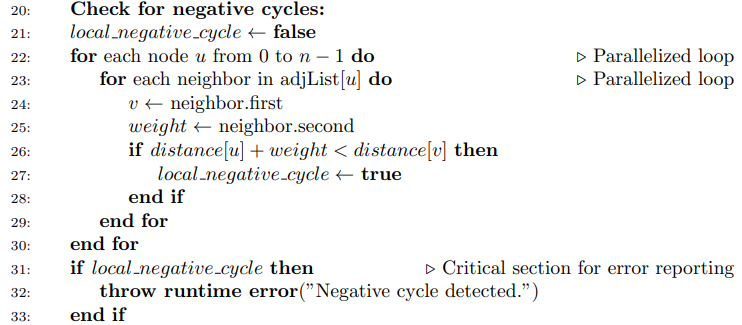 20: Check for negative cycles:
21: local_negative_cycle ← false
22: for each node u from 0 to n − 1 do ▷ Parallelized loop
23: for each neighbor in adjList[u] do ▷ Parallelized loop
24: v ← neighbor.first
25: weight ← neighbor.second
26: if distance[u] + weight < distance[v] then
27: local_negative_cycle ← true
28: end if
29: end for
30: end for
31: if local_negative_cycle then ▷ Critical section for error reporting
32: throw runtime error(”Negative cycle detected.”)
33: end if